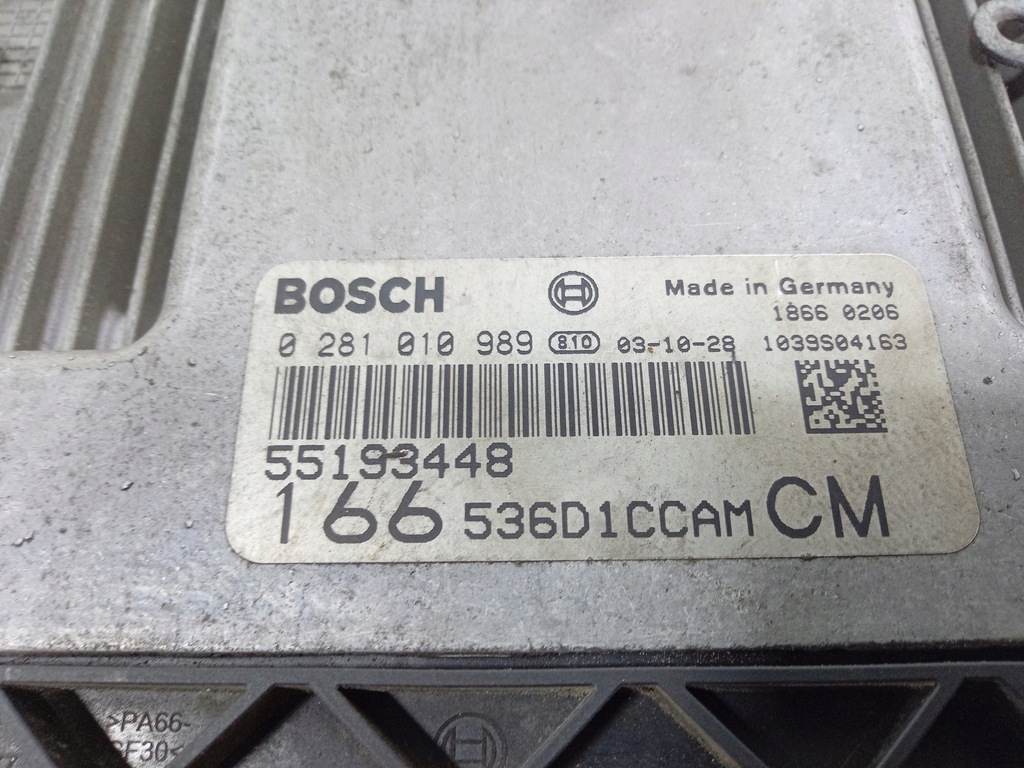 BOSCH
Made in Germany
1866 0206
0 281 010 989 810 03-10-28 1039S04163
55193448
166 536D1CCAM CM
>PA66-
GF30<